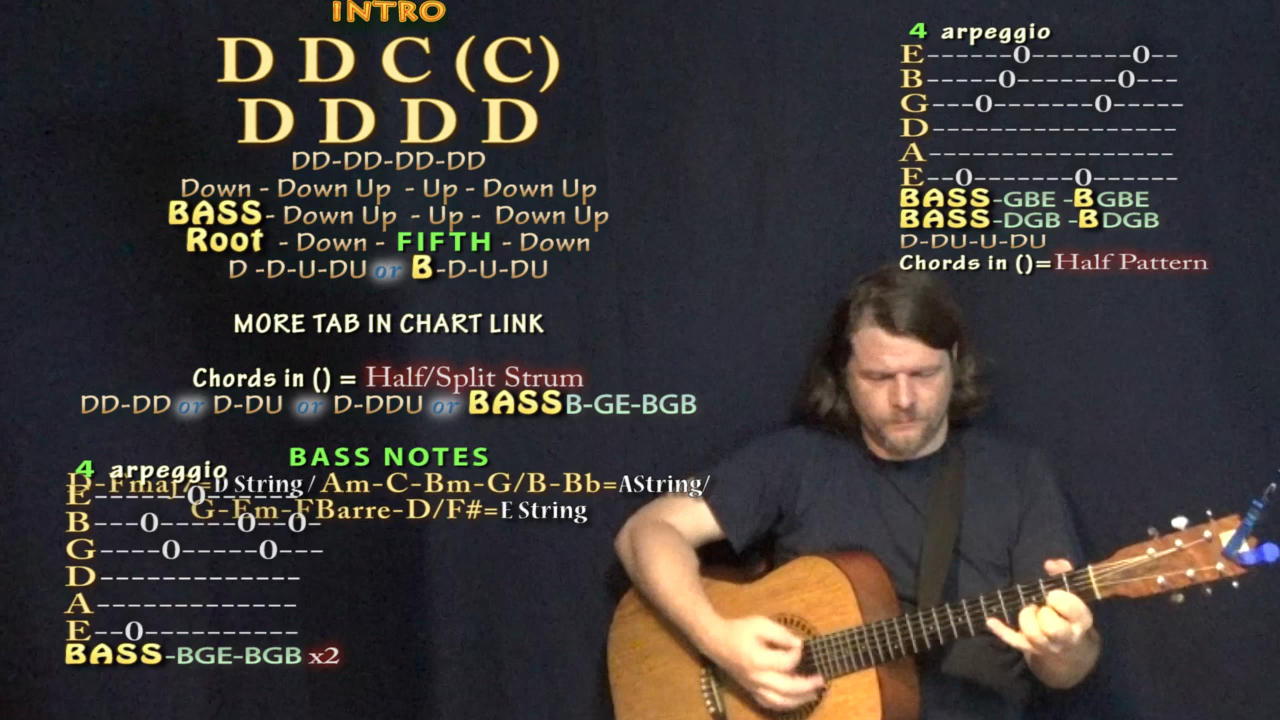 INTRO
D D C (C)
D D D D
DD-DD-DD-DD
Down - Down Up - Up - Down Up
BASS - Down Up - Up - Down Up
Root - Down - FIFTH - Down
D -D-U-DU or B-D-U-DU
MORE TAB IN CHART LINK
Chords in () = Half/Split Strum
DD-DD or D-DU or D-DDU or BASS B-GE-BGB
BASS NOTES
D String / Am-C-Bm-G/B-Bb=AString/
G-Em-FBarre-D/F#=E String
4 arpeggio
E------0------
B---0------0---0-
G----0------0---
D--------------
A--------------
E--0-----------
BASS-BGE-BGB x2
4 arpeggio
E------0-------0--
B-----0-------0---
G---0-------0-----
D-----------------
A-----------------
E--0-------0------
BASS-GBE -BGBE
BASS-DGB -BDGB
D-DU-U-DU
Chords in ()=Half Pattern